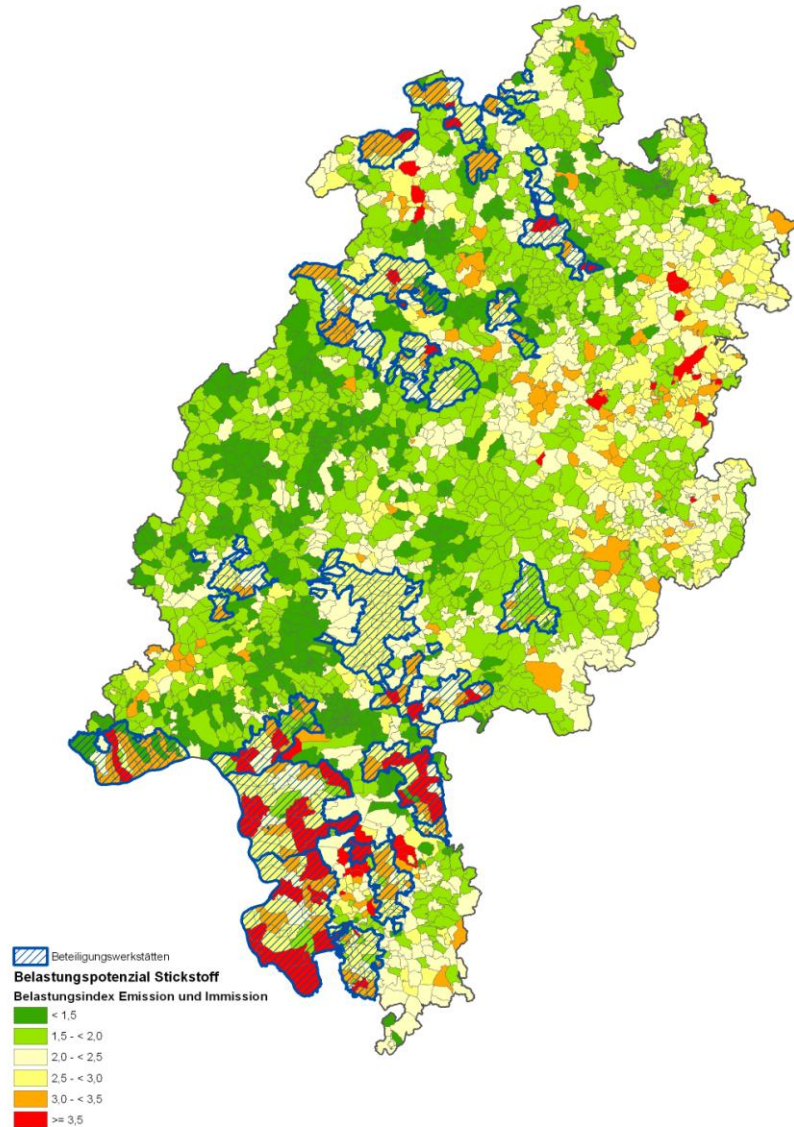 Beteiligungswerkstätten
Belastungspotenzial Stickstoff
Belastungsindex Emission und Immission
< 1,5
1,5 - < 2,0
2,0 - < 2,5
2,5 - < 3,0
3,0 - < 3,5
>= 3,5